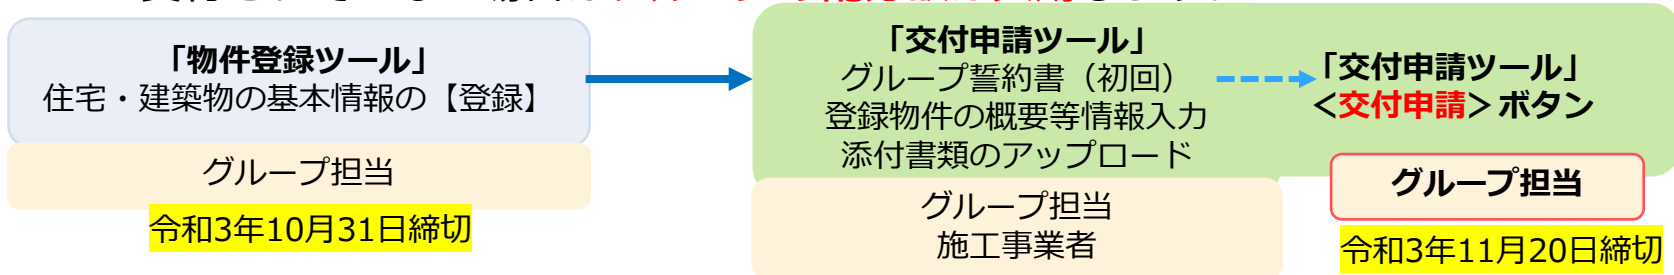 「物件登録ツール」
住宅・建築物の基本情報の【登録】
グループ担当
令和3年10月31日締切
「交付申請ツール」
グループ誓約書（初回）
登録物件の概要等情報入力
添付書類のアップロード
グループ担当
施工事業者
「交付申請ツール」
＜交付申請＞ボタン
グループ担当
令和3年11月20日締切